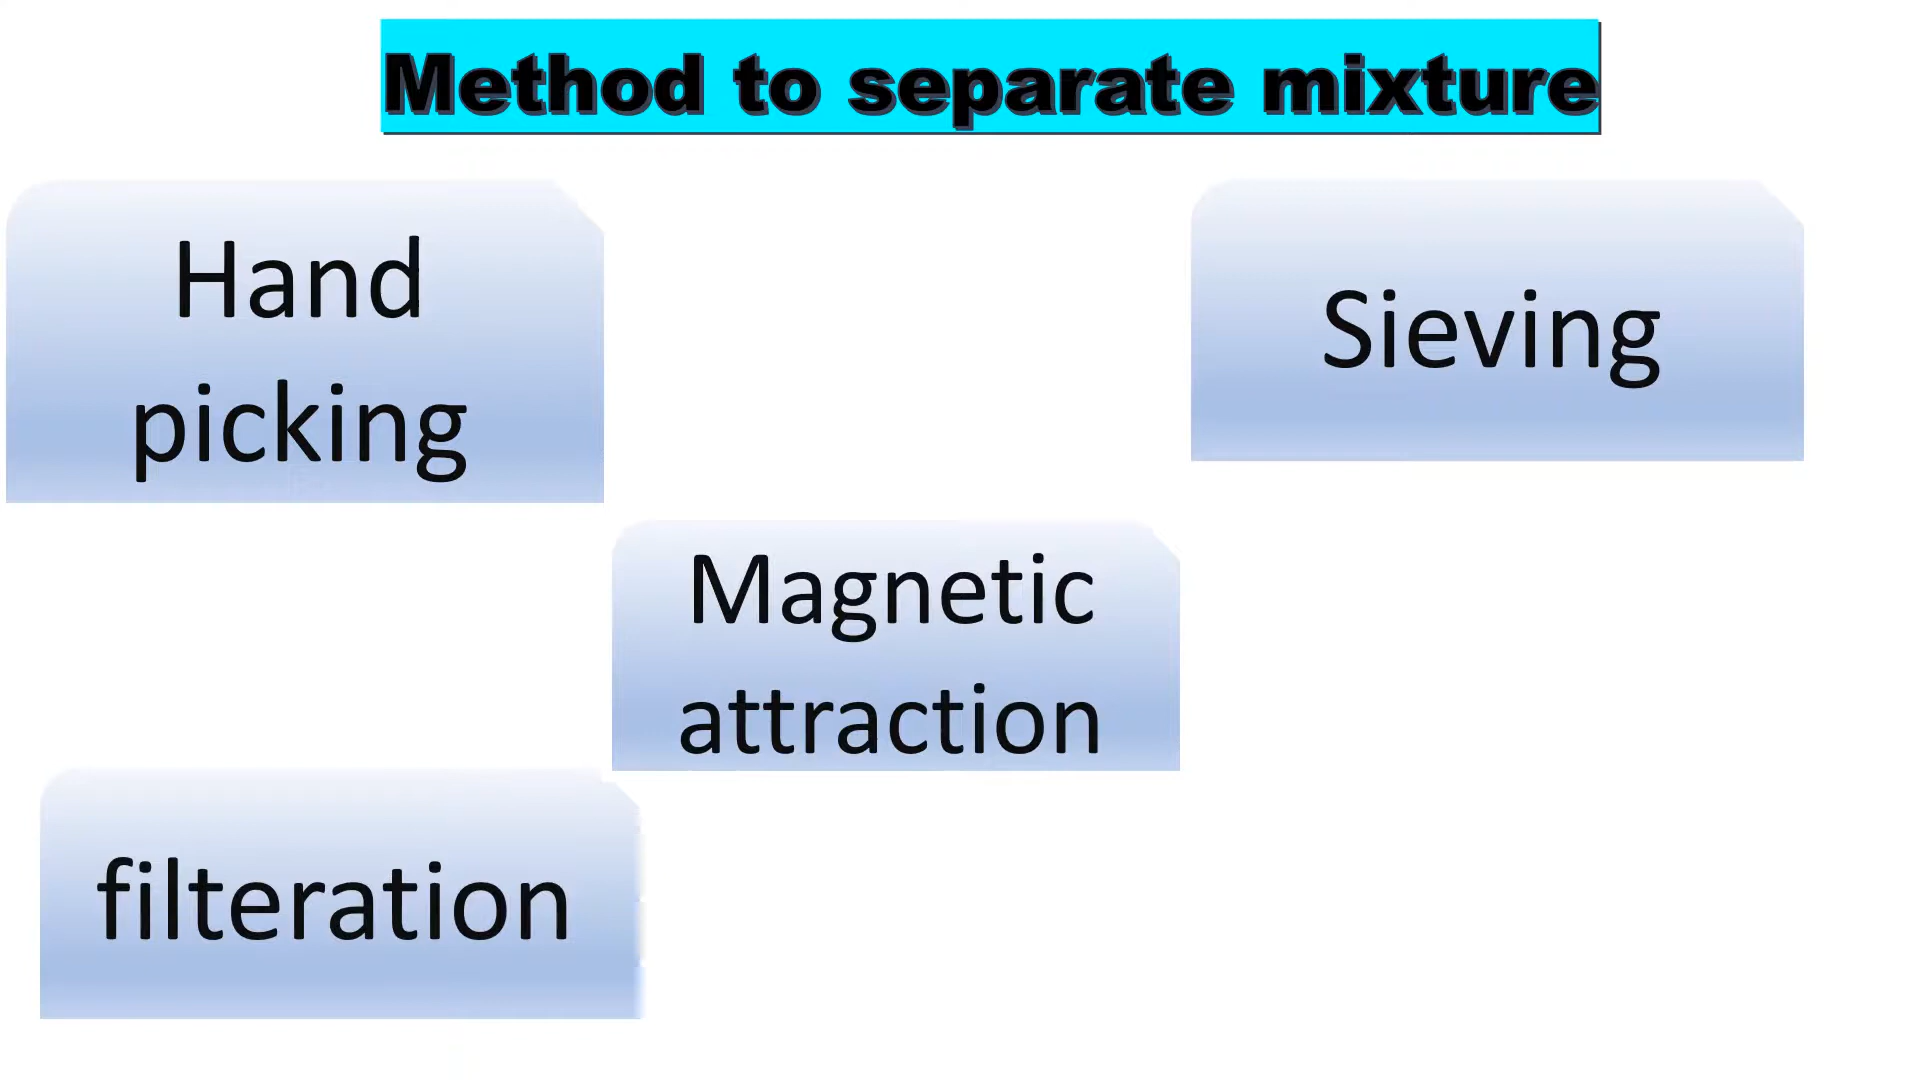 Method to separate mixture
Hand
picking
Sieving
Magnetic
attraction
filteration